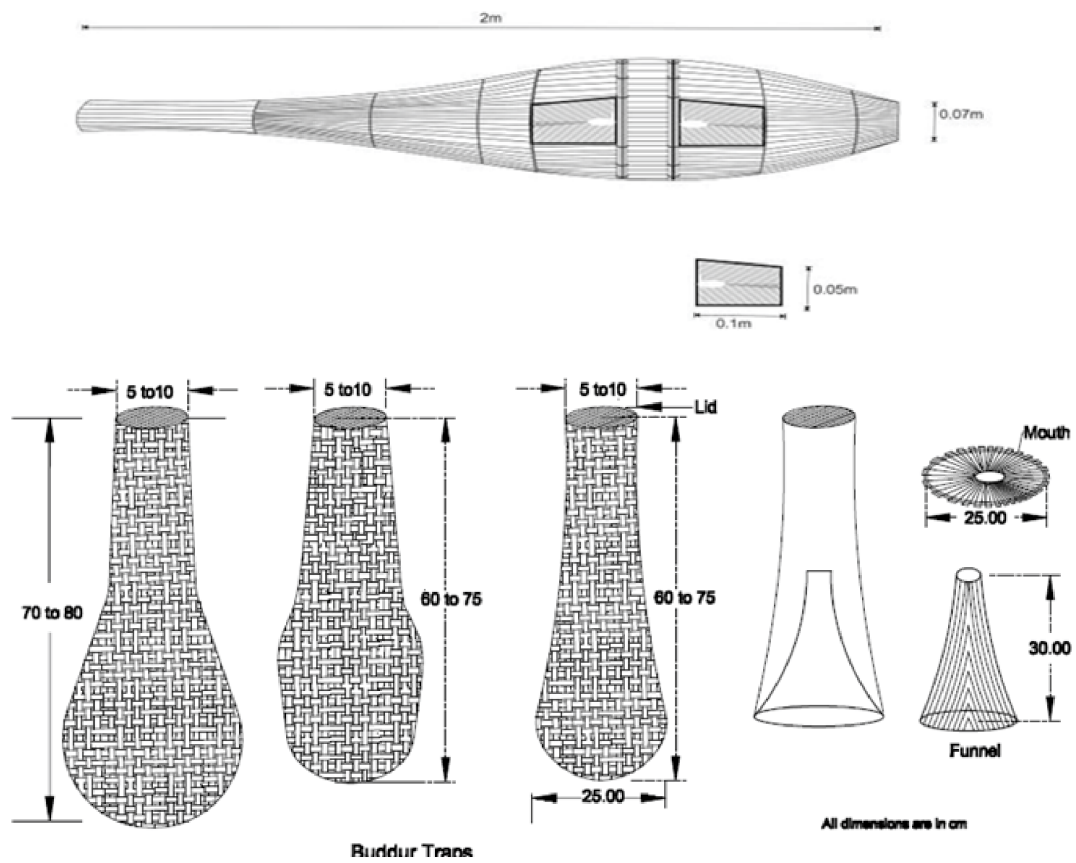 2m
0.07m
0.05m
0.1m
5 to10
5 to10
5 to10
Lid
Mouth
25.00
70 to 80
60 to 75
60 to 75
30.00
Funnel
25.00
All dimensions are in cm
Buddur Traps